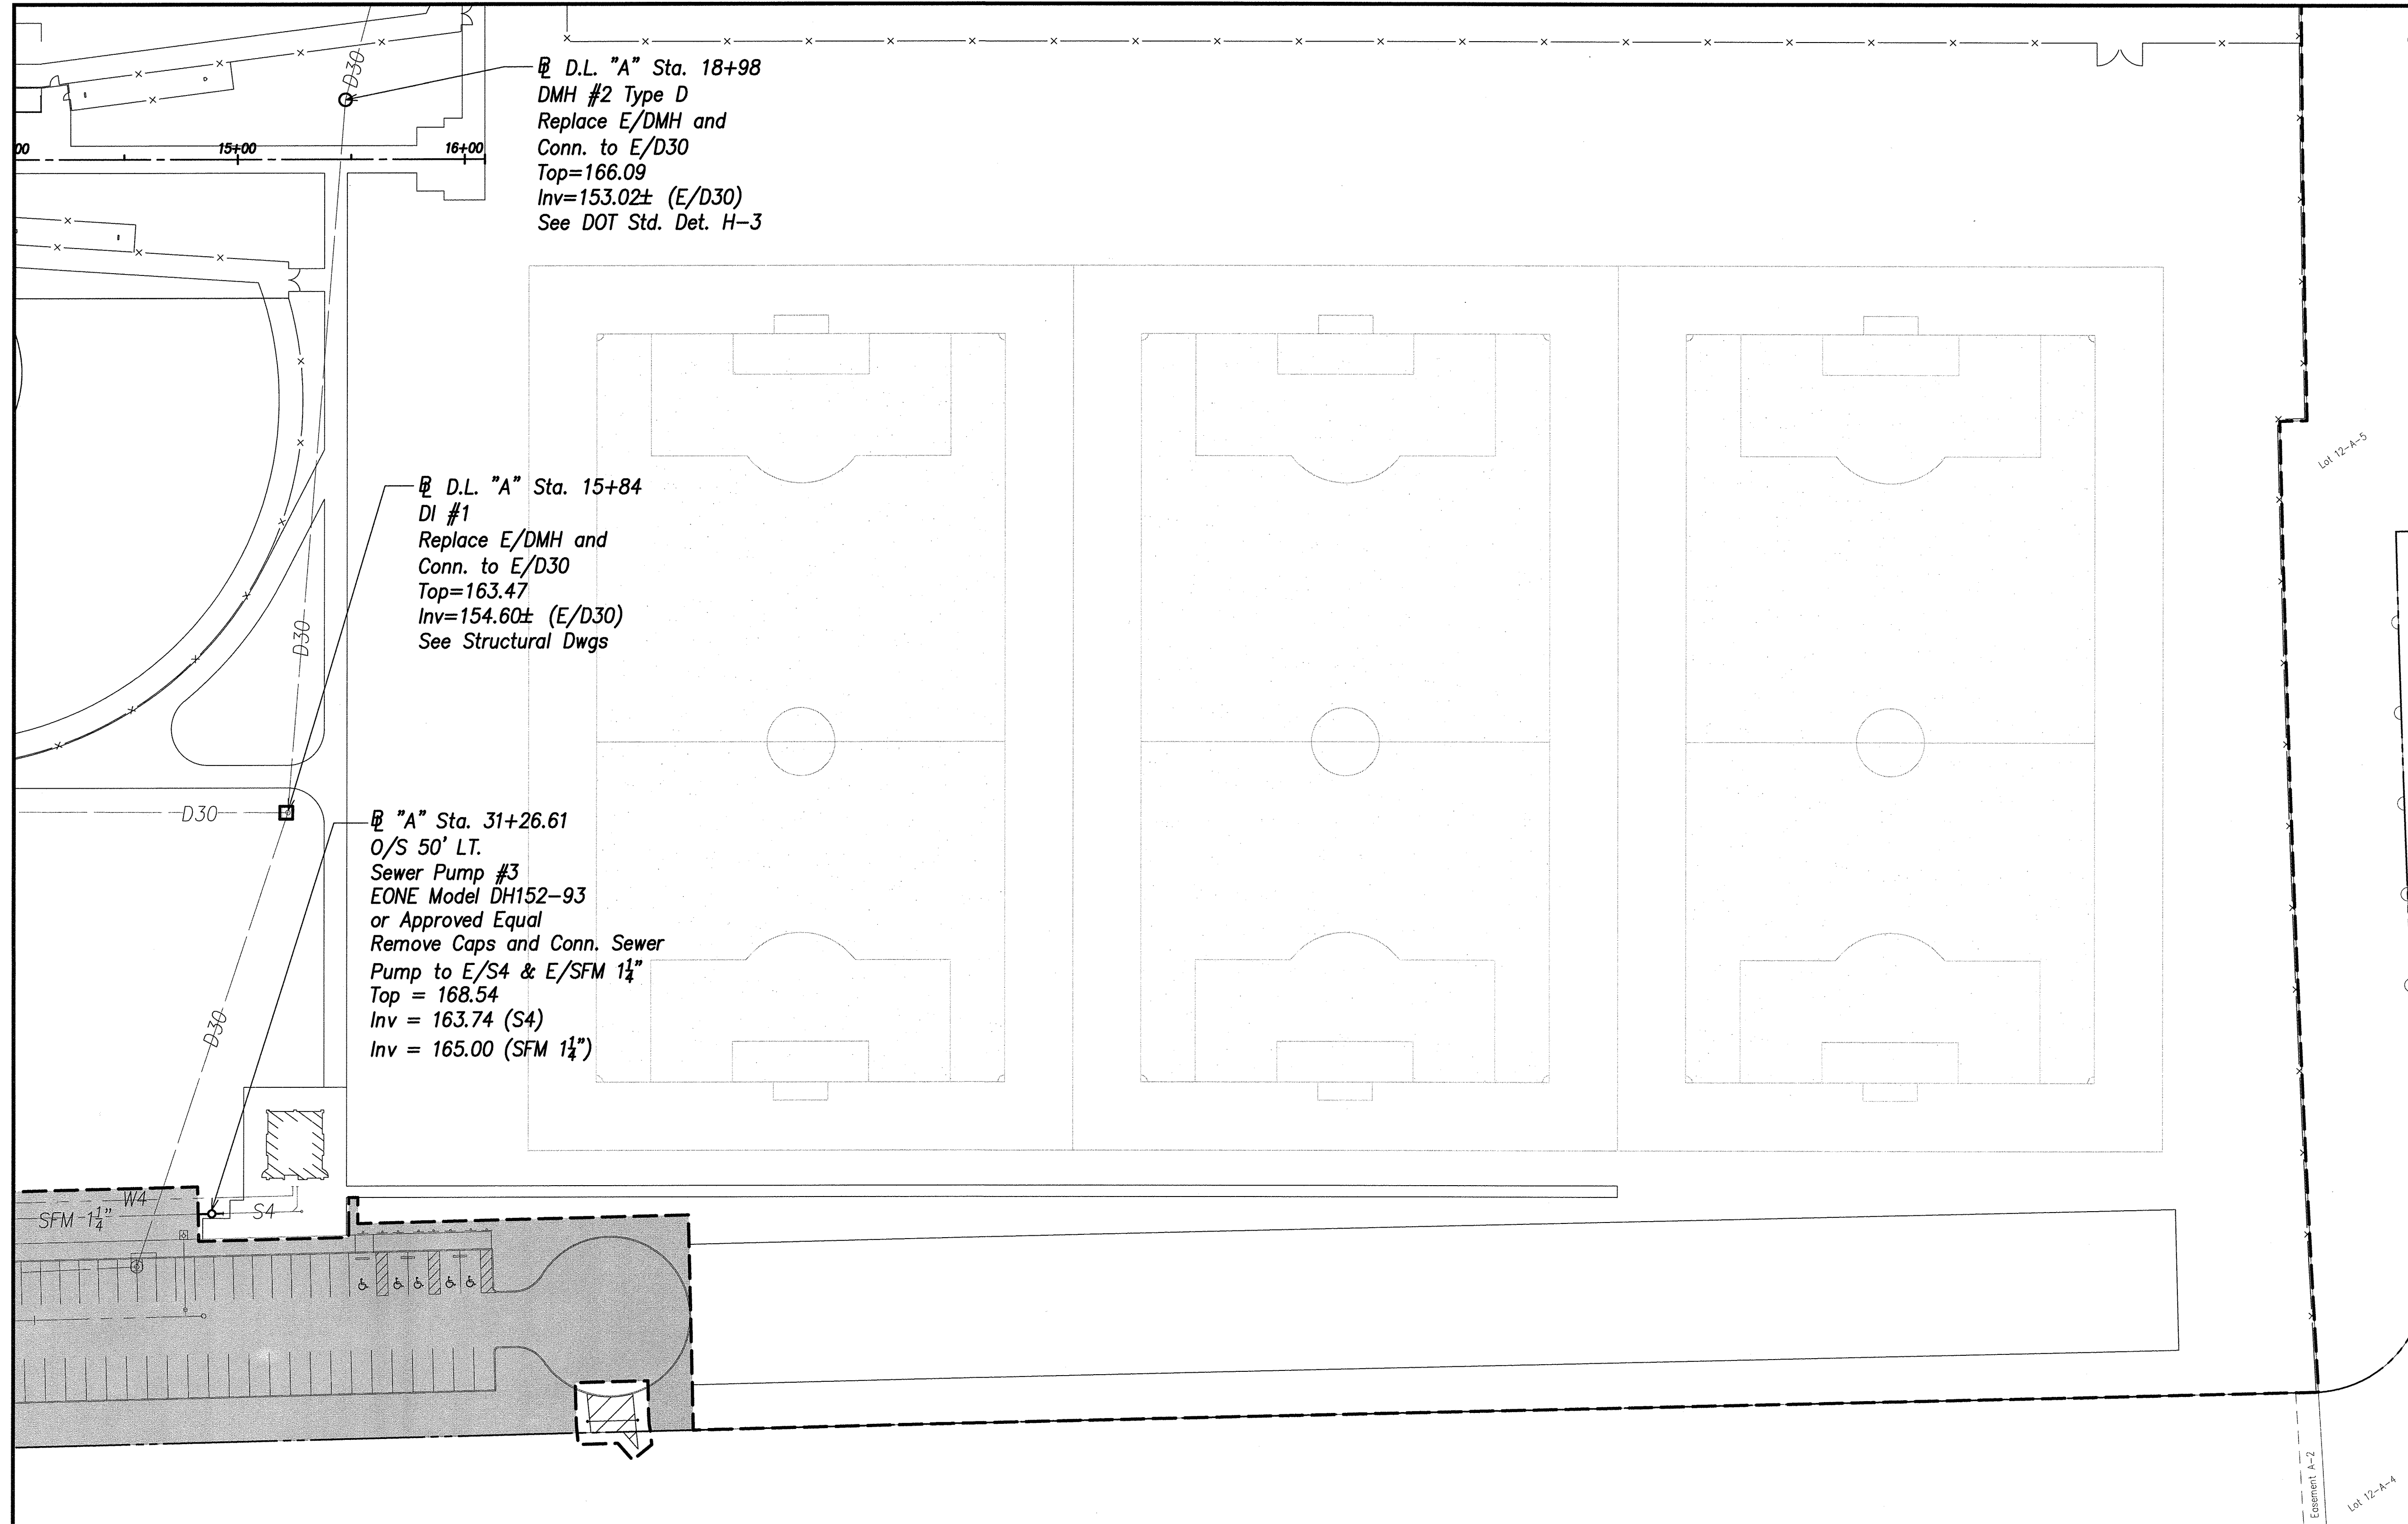 D30
℄ D.L. "A" Sta. 18+98
DMH #2 Type D
Replace E/DMH and
Conn. to E/D30
Top=166.09
Inv=153.02± (E/D30)
See DOT Std. Det. H-3
00
15+00
16+00
Lot 12-A-5
℄ D.L. "A" Sta. 15+84
DI #1
Replace E/DMH and
Conn. to E/D30
Top=163.47
Inv=154.60± (E/D30)
See Structural Dwgs
D30
D30
℄ "A" Sta. 31+26.61
O/S 50' LT.
Sewer Pump #3
EONE Model DH152-93
or Approved Equal
Remove Caps and Conn. Sewer
Pump to E/S4 & E/SFM 1¼"
Top = 168.54
Inv = 163.74 (S4)
Inv = 165.00 (SFM 1¼")
D30
W4
SFM-1¼"
S4
Easement A-2
Lot 12-A-4